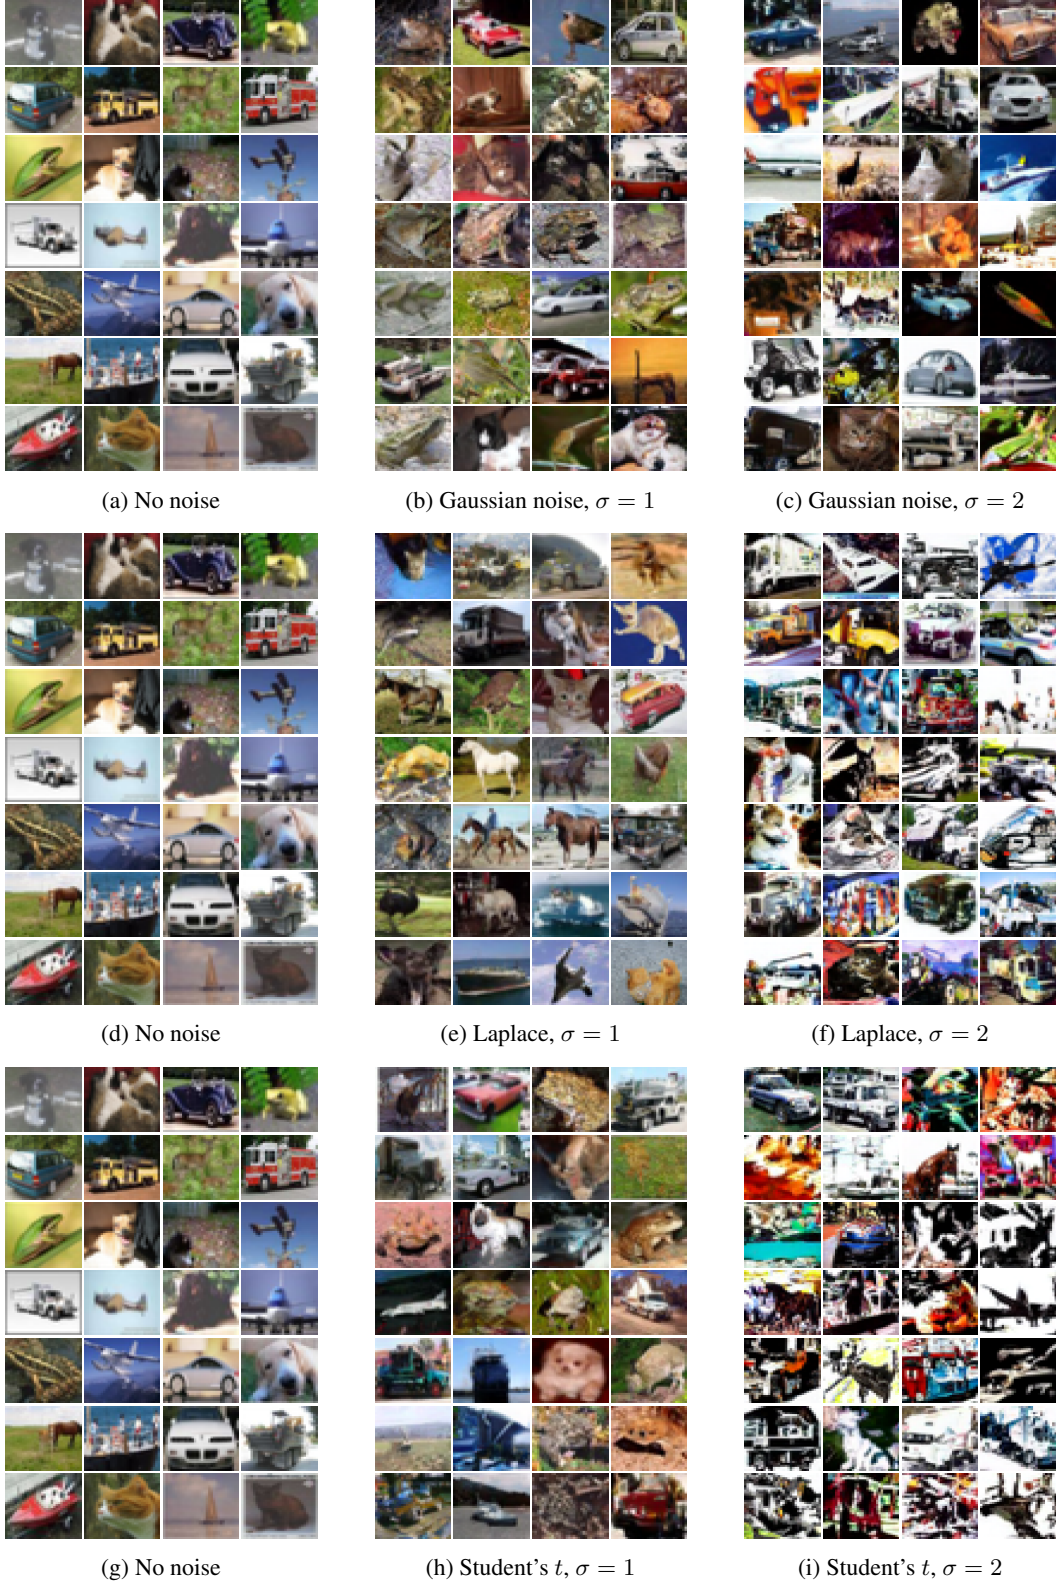 (a) No noise
(b) Gaussian noise, σ = 1
(c) Gaussian noise, σ = 2
(d) No noise
(e) Laplace, σ = 1
(f) Laplace, σ = 2
(g) No noise
(h) Student's t, σ = 1
(i) Student's t, σ = 2